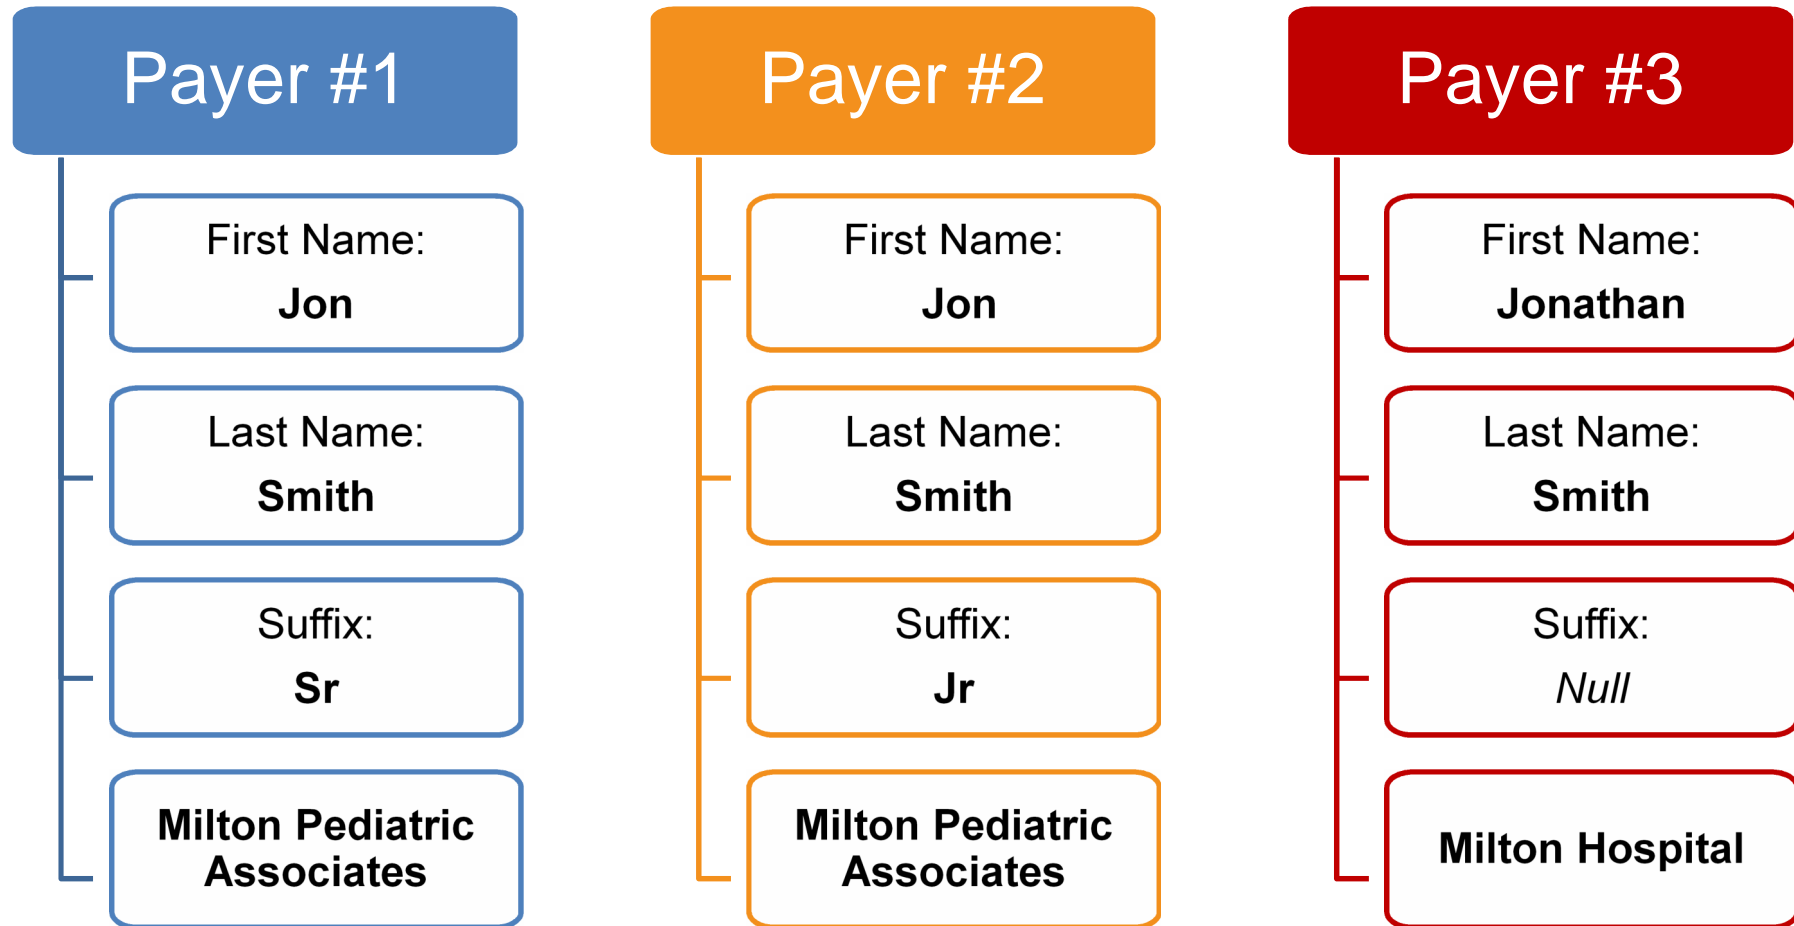 Payer #1
First Name:
Jon
Last Name:
Smith
Suffix:
Sr
Milton Pediatric
Associates
Payer #2
First Name:
Jon
Last Name:
Smith
Suffix:
Jr
Milton Pediatric
Associates
Payer #3
First Name:
Jonathan
Last Name:
Smith
Suffix:
Null
Milton Hospital